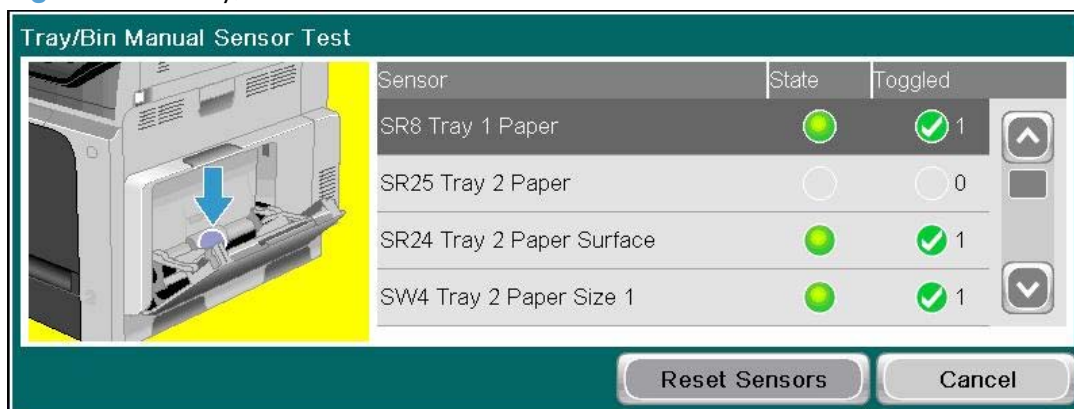 Tray/Bin Manual Sensor Test
Sensor State Toggled
SR8 Tray 1 Paper 1
SR25 Tray 2 Paper 0
SR24 Tray 2 Paper Surface 1
SW4 Tray 2 Paper Size 1 1
Reset Sensors Cancel